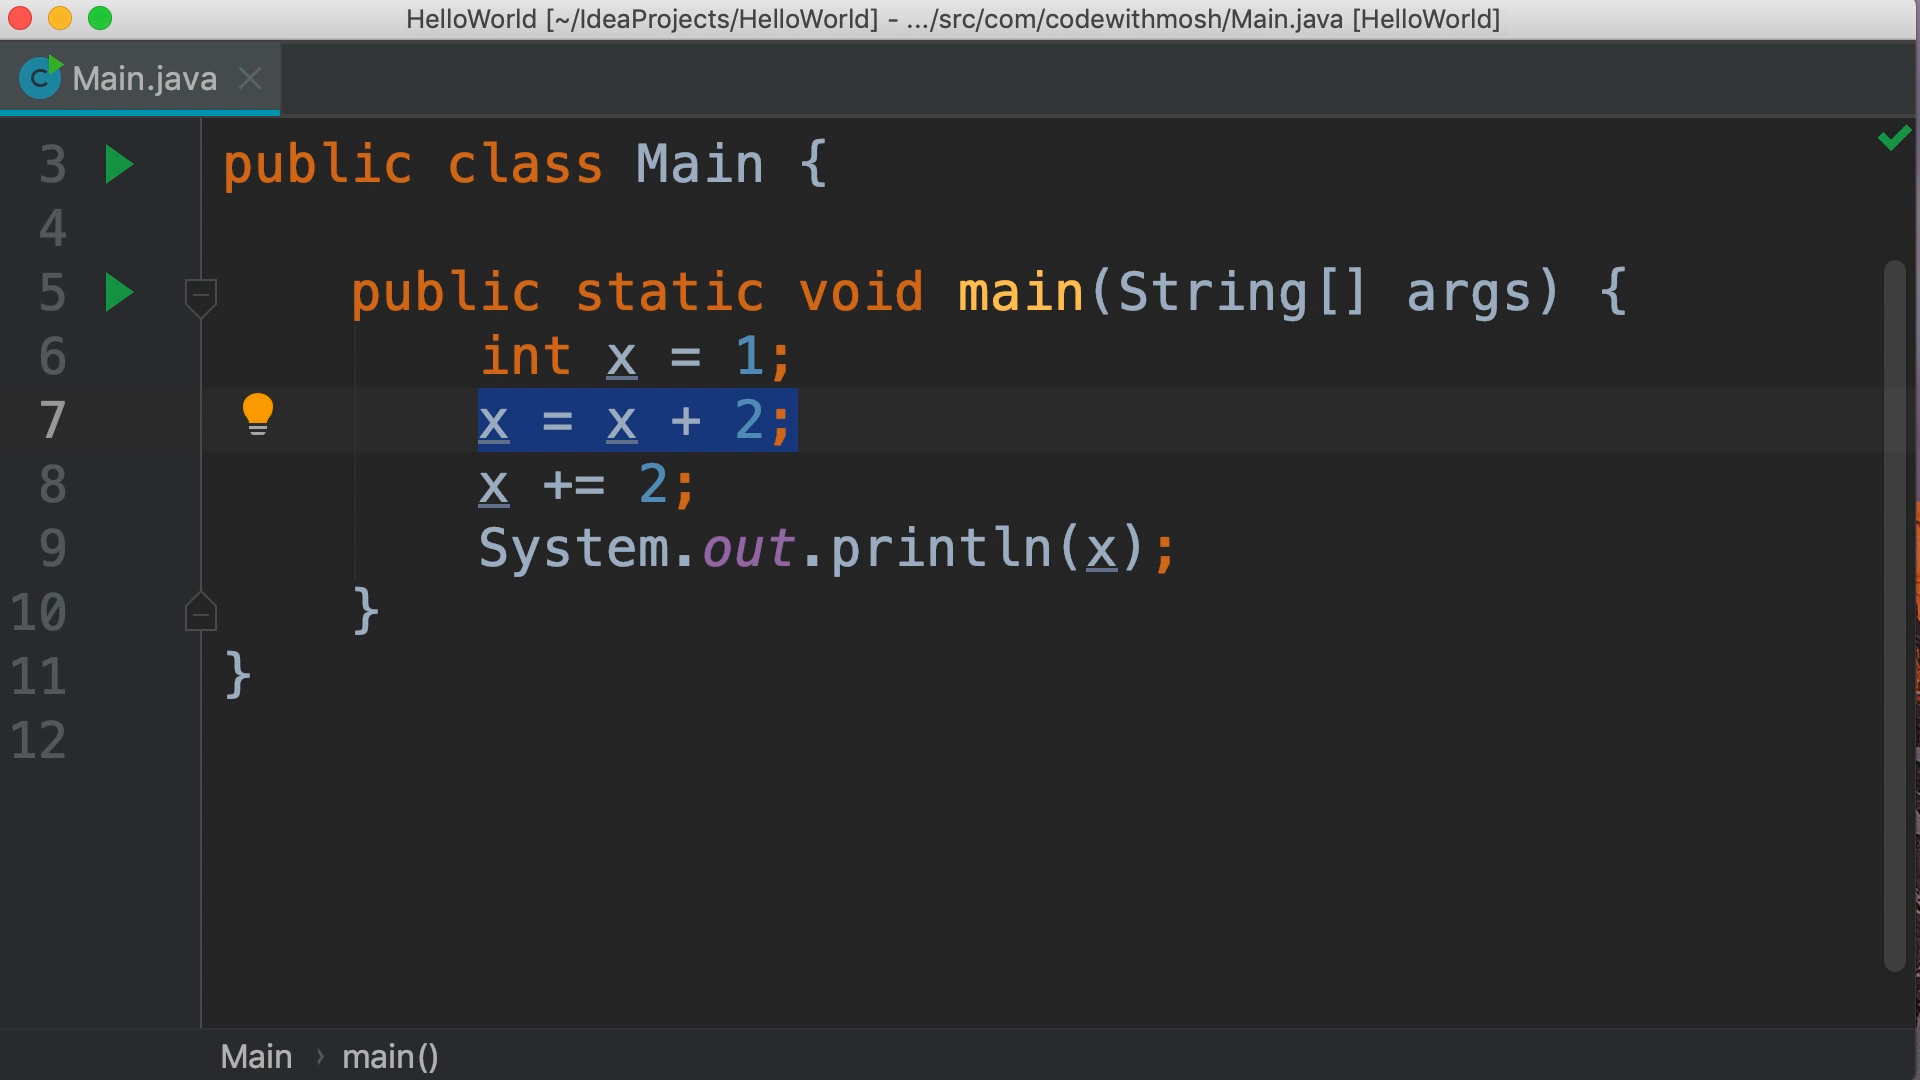 HelloWorld [~/IdeaProjects/HelloWorld] - .../src/com/codewithmosh/Main.java [HelloWorld]
C Main.java
3 public class Main {
4
5 public static void main(String[] args) {
6 int x = 1;
7 x = x + 2;
8 x += 2;
9 System.out.println(x);
10 }
11 }
12
Main › main()